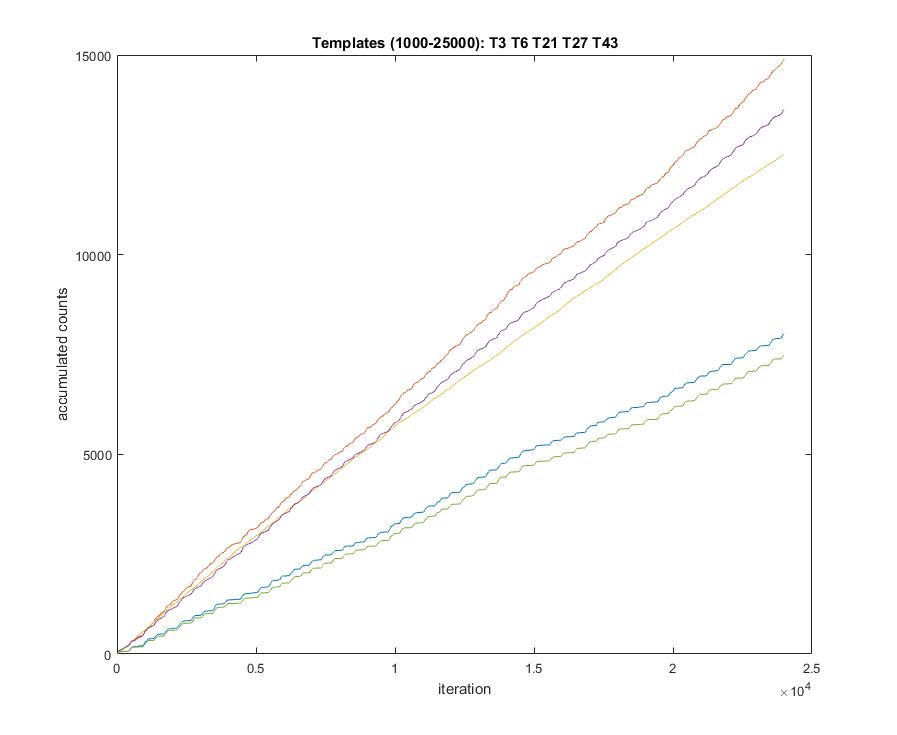 Templates (1000-25000): T3 T6 T21 T27 T43
15000
10000
5000
0
accumulated counts
0 0.5 1 1.5 2 2.5
iteration
×10^4